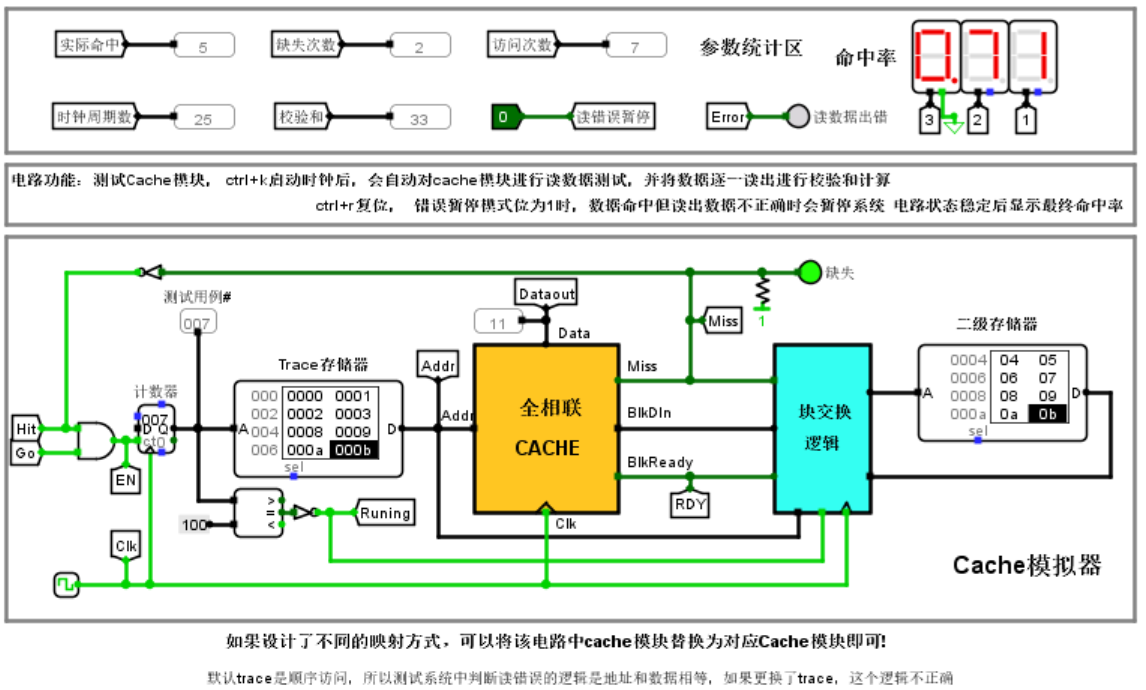 实际命中 5 缺失次数 2 访问次数 7 参数统计区 命中率 0.71
时钟周期数 25 校验和 33 0 读错误暂停 Error 读数据出错 3 2 1
电路功能：测试Cache模块， ctrl+k启动时钟后，会自动对cache模块进行读数据测试，并将数据逐一读出进行校验和计算
ctrl+r复位， 错误暂停模式位为1时，数据命中但读出数据不正确时会暂停系统 电路状态稳定后显示最终命中率
缺失
测试用例#
007
Dataout
11
Data
Miss
1
二级存储器
Trace存储器
Addr
Miss
计数器
000 0000 0001
002 0002 0003
004 0008 0009
006 000a 000b
A D
sel
0004 04 05
0006 06 07
0008 08 09
000a 0a 0b
A D
sel
007
D Q
ct0
Hit
Go
EN
Addr
全相联
CACHE
BlkDIn
块交换
逻辑
BlkReady
RDY
100
>
=
<
Runing
Clk
Clk
Cache模拟器
如果设计了不同的映射方式，可以将该电路中cache模块替换为对应Cache模块即可!
默认trace是顺序访问，所以测试系统中判断读错误的逻辑是地址和数据相等，如果更换了trace，这个逻辑不正确